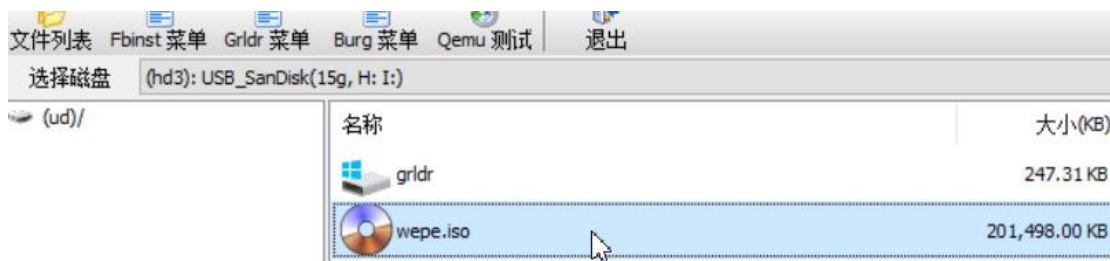 文件列表 Fbinst 菜单 Grldr 菜单 Burg 菜单 Qemu 测试 退出
选择磁盘 (hd3): USB_SanDisk(15g, H: I:)
(ud)/
名称 大小(KB)
grldr 247.31 KB
wepe.iso 201,498.00 KB